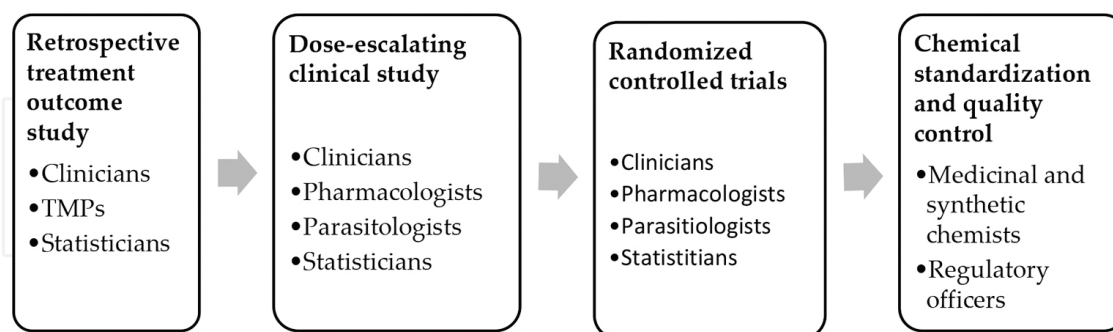 Retrospective
treatment
outcome
study
•Clinicians
•TMPs
•Statisticians
Dose-escalating
clinical study
•Clinicians
•Pharmacologists
•Parasitologists
•Statisticians
Randomized
controlled trials
•Clinicians
•Pharmacologists
•Parasitiologists
•Statistitians
Chemical
standardization
and quality
control
•Medicinal and
synthetic
chemists
•Regulatory
officers